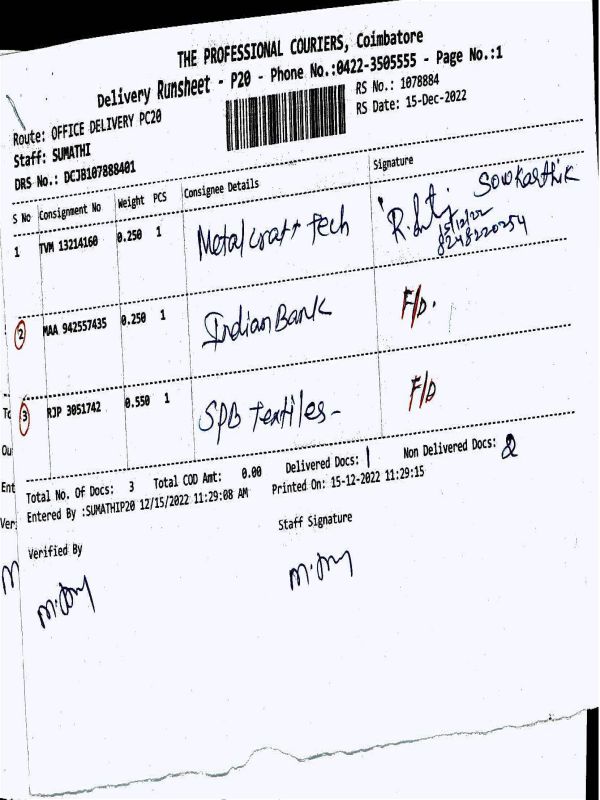 THE PROFESSIONAL COURIERS, Coimbatore
Delivery Runsheet - P20 - Phone No.:0422-3505555 - Page No.:1
Route: OFFICE DELIVERY PC20
RS No.: 1078884
Staff: SUMATHI
RS Date: 15-Dec-2022
DRS No.: DCJB107888401
S No Consignment No Weight PCS Consignee Details Signature
1 TVM 13214160 0.250 1 Metalcraft Tech
Sowkarthik
15/12/22
8248220254
2 MAA 942557435 0.250 1 Indian Bank F/D.
3 RJP 3051742 0.550 1 SPB textiles- F/D
Total No. Of Docs: 3 Total COD Amt: 0.00 Delivered Docs: 1 Non Delivered Docs: 2
Entered By :SUMATHIP20 12/15/2022 11:29:08 AM Printed On: 15-12-2022 11:29:15
Verified By Staff Signature